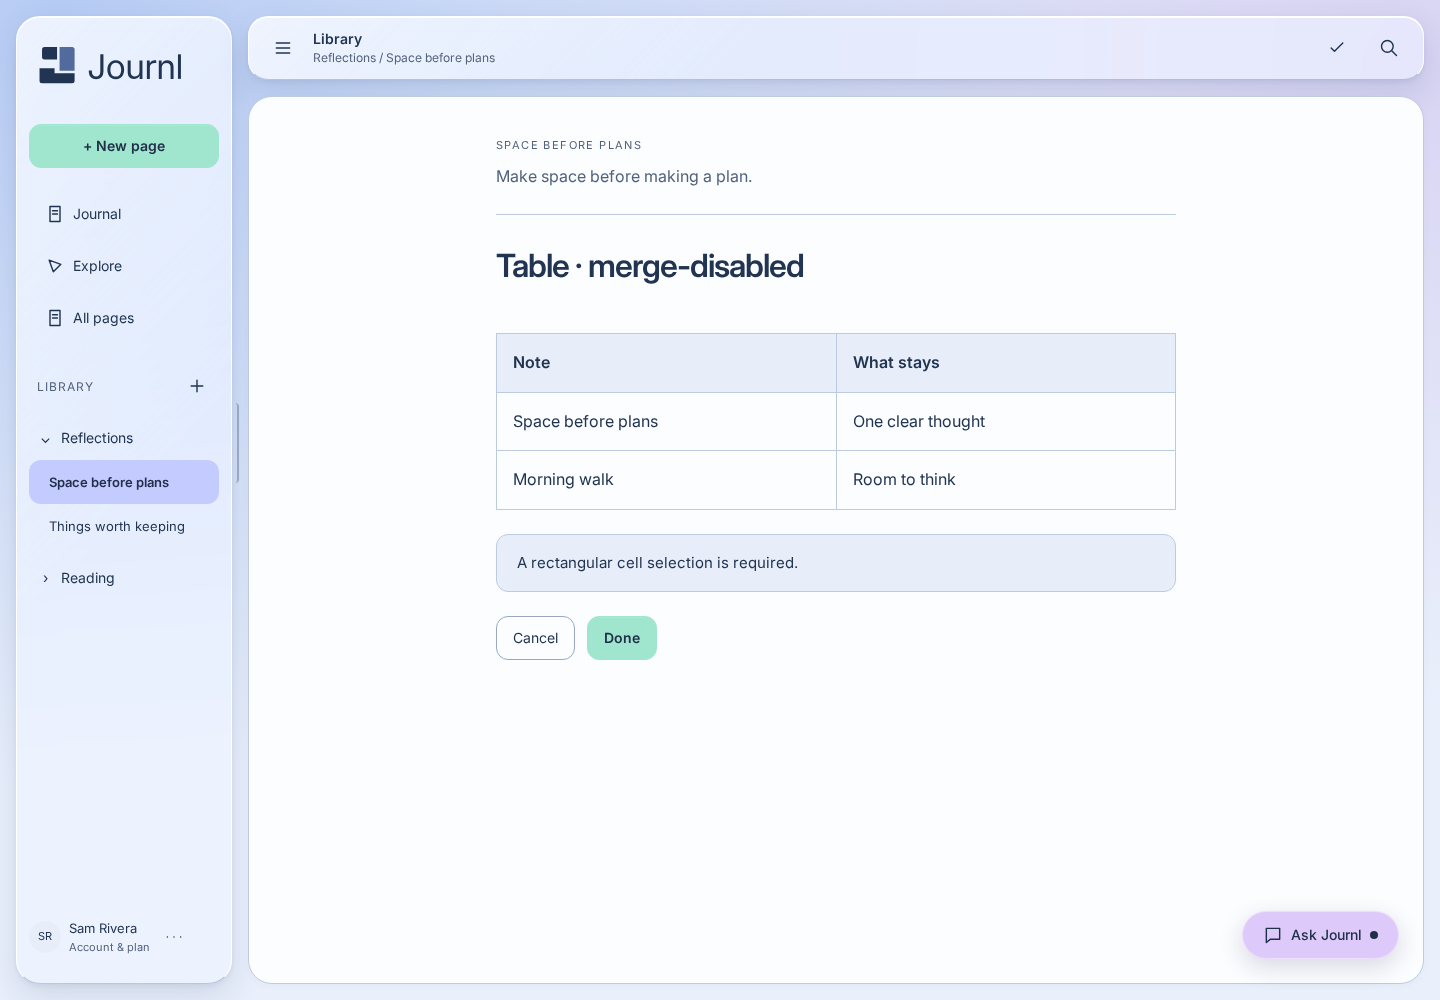 Journl
+ New page
Journal
Explore
All pages
LIBRARY
Reflections
Space before plans
Things worth keeping
Reading
SR
Sam Rivera
Account & plan
Library
Reflections / Space before plans
SPACE BEFORE PLANS
Make space before making a plan.
Table · merge-disabled
Note What stays
Space before plans One clear thought
Morning walk Room to think
A rectangular cell selection is required.
Cancel Done
Ask Journl